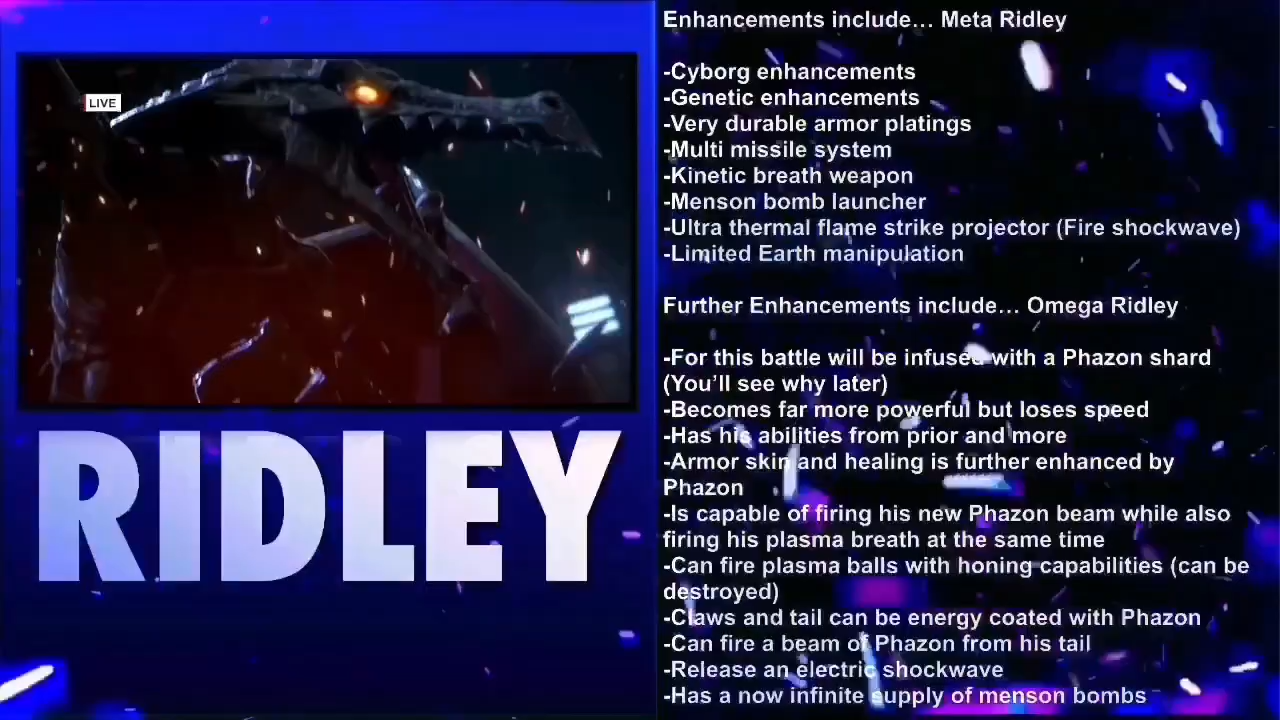 LIVE
RIDLEY
Enhancements include… Meta Ridley
-Cyborg enhancements
-Genetic enhancements
-Very durable armor platings
-Multi missile system
-Kinetic breath weapon
-Menson bomb launcher
-Ultra thermal flame strike projector (Fire shockwave)
-Limited Earth manipulation
Further Enhancements include… Omega Ridley
-For this battle will be infused with a Phazon shard
(You’ll see why later)
-Becomes far more powerful but loses speed
-Has his abilities from prior and more
-Armor skin and healing is further enhanced by
Phazon
-Is capable of firing his new Phazon beam while also
firing his plasma breath at the same time
-Can fire plasma balls with honing capabilities (can be
destroyed)
-Claws and tail can be energy coated with Phazon
-Can fire a beam of Phazon from his tail
-Release an electric shockwave
-Has a now infinite supply of menson bombs